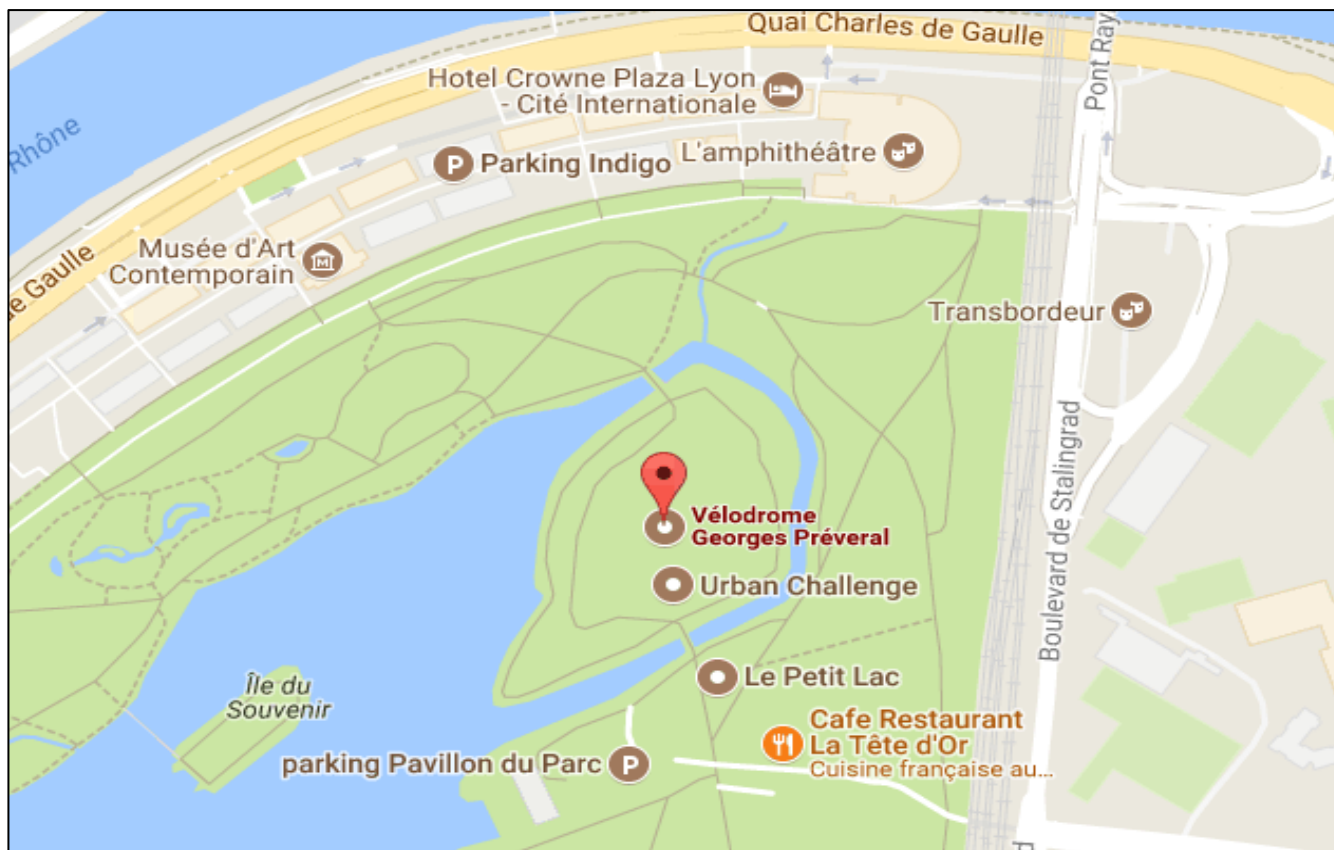 Quai Charles de Gaulle
Hotel Crowne Plaza Lyon
- Cité Internationale
Pont Ray
Rhône
L'amphithéâtre
P Parking Indigo
Musée d'Art
Contemporain
M
de Gaulle
Transbordeur
Boulevard de Stalingrad
Vélodrome
Georges Préveral
Urban Challenge
Le Petit Lac
Île du
Souvenir
Cafe Restaurant
La Tête d'Or
Cuisine française au...
parking Pavillon du Parc P